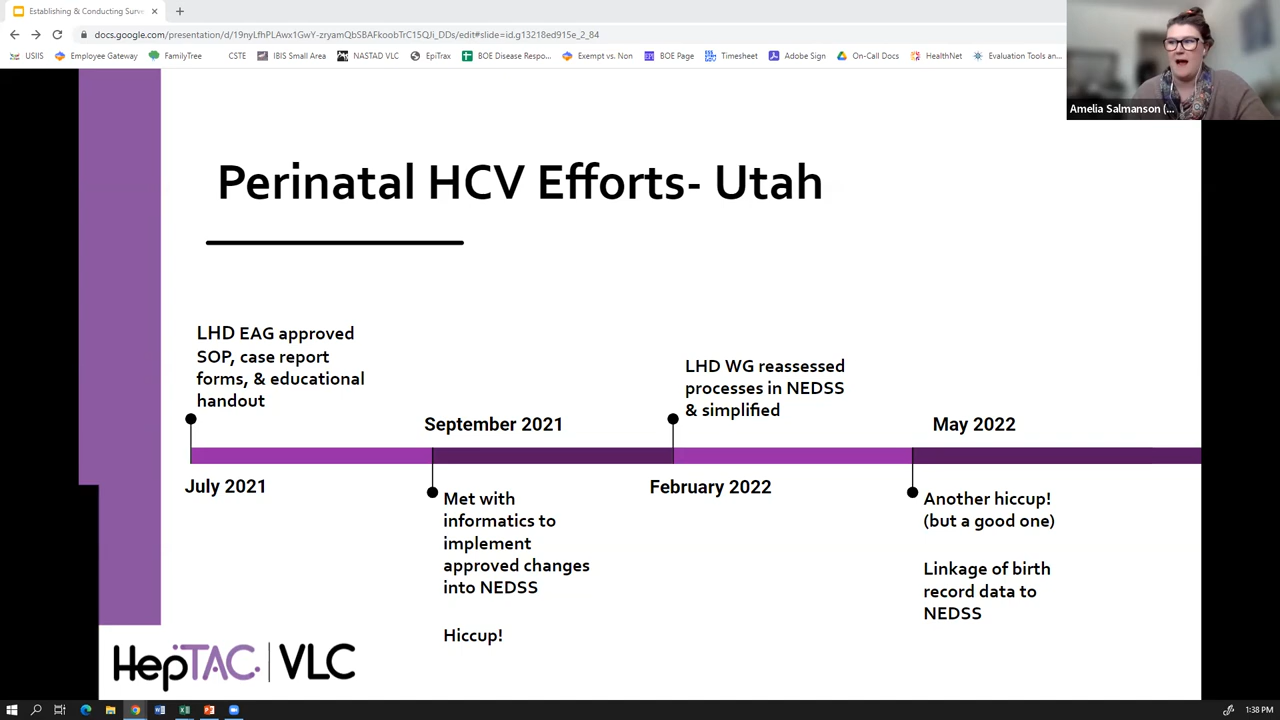 Establishing & Conducting Surve
docs.google.com/presentation/d/19nyLfhPLAwx1GwY-zryamQbSBAFkoobTrC15QJi_DDs/edit#slide=id.g13218ed915e_2_84
USIIS Employee Gateway FamilyTree CSTE IBIS Small Area NASTAD VLC EpiTrax BOE Disease Respo... Exempt vs. Non BOE Page Timesheet Adobe Sign On-Call Docs HealthNet Evaluation Tools an...
Amelia Salmanson (...
Perinatal HCV Efforts- Utah
LHD EAG approved
SOP, case report
forms, & educational
handout
July 2021
September 2021
Met with
informatics to
implement
approved changes
into NEDSS
Hiccup!
LHD WG reassessed
processes in NEDSS
& simplified
February 2022
May 2022
Another hiccup!
(but a good one)
Linkage of birth
record data to
NEDSS
HepTAC VLC
1:38 PM